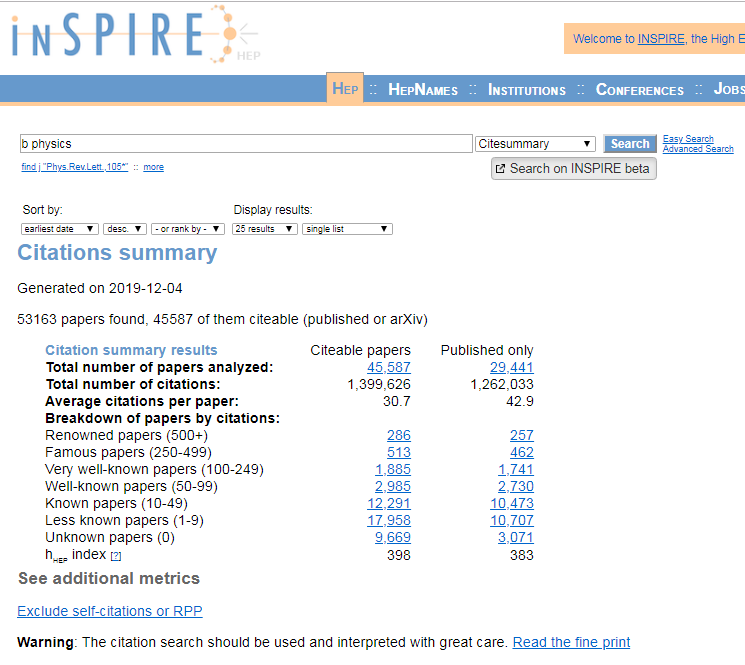 iNSPIRE HEP
Welcome to INSPIRE, the High E
HEP :: HEPNAMES :: INSTITUTIONS :: CONFERENCES :: JOBS
b physics Citesummary Search Easy Search
Advanced Search
find j "Phys.Rev.Lett.,105*" :: more
Search on INSPIRE beta
Sort by: Display results:
earliest date desc. - or rank by - 25 results single list
Citations summary
Generated on 2019-12-04
53163 papers found, 45587 of them citeable (published or arXiv)
Citation summary results Citeable papers Published only
Total number of papers analyzed: 45,587 29,441
Total number of citations: 1,399,626 1,262,033
Average citations per paper: 30.7 42.9
Breakdown of papers by citations:
Renowned papers (500+) 286 257
Famous papers (250-499) 513 462
Very well-known papers (100-249) 1,885 1,741
Well-known papers (50-99) 2,985 2,730
Known papers (10-49) 12,291 10,473
Less known papers (1-9) 17,958 10,707
Unknown papers (0) 9,669 3,071
hHEP index [?] 398 383
See additional metrics
Exclude self-citations or RPP
Warning: The citation search should be used and interpreted with great care. Read the fine print